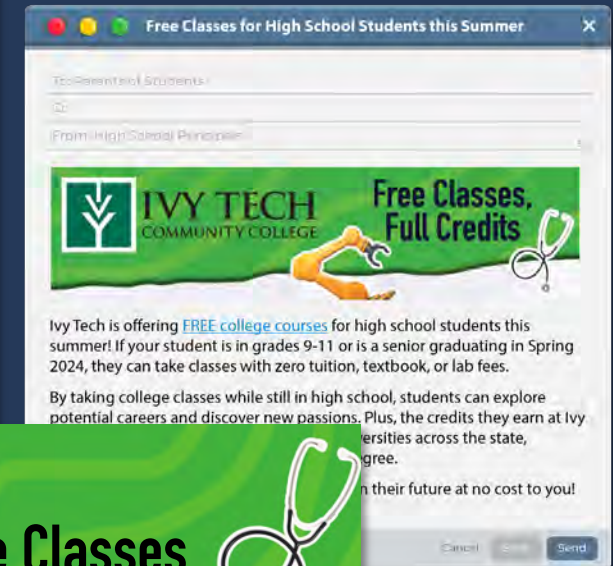 Free Classes for High School Students this Summer
To: Parents of Students
From: High School Principals
IVY TECH
COMMUNITY COLLEGE
Free Classes,
Full Credits
Ivy Tech is offering FREE college courses for high school students this
summer! If your student is in grades 9-11 or is a senior graduating in Spring
2024, they can take classes with zero tuition, textbook, or lab fees.
By taking college classes while still in high school, students can explore
potential careers and discover new passions. Plus, the credits they earn at Ivy
across the state,
their future at no cost to you!
Classes
Cancel
Send